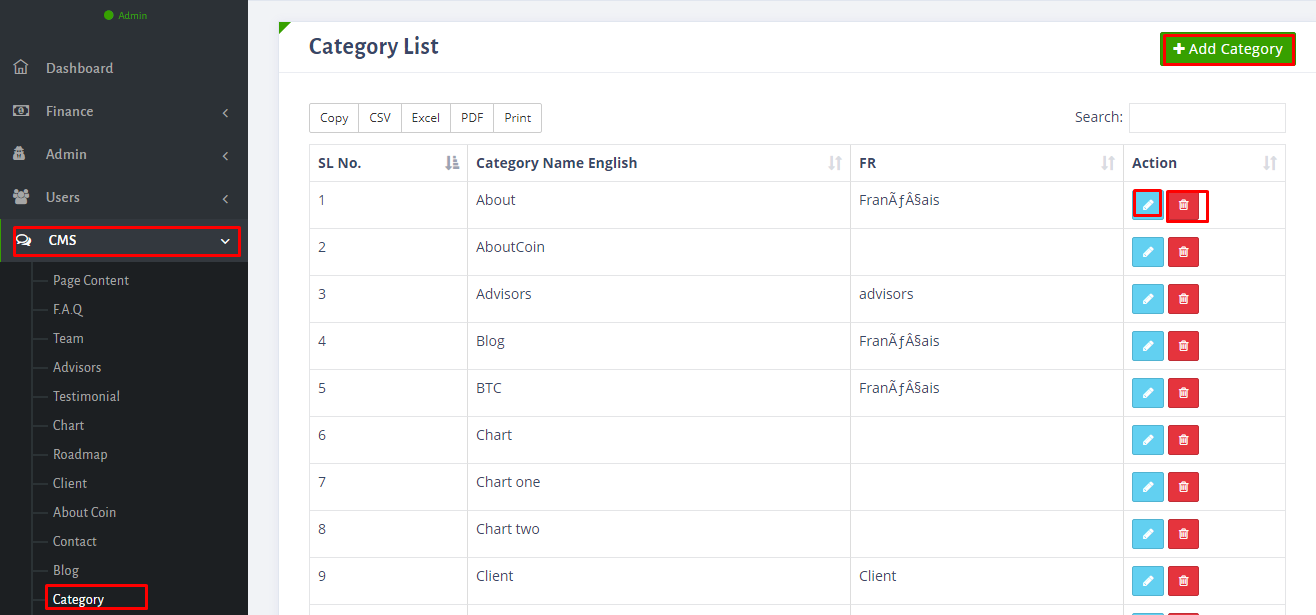 Admin
Dashboard
Finance
Admin
Users
CMS
Page Content
F.A.Q
Team
Advisors
Testimonial
Chart
Roadmap
Client
About Coin
Contact
Blog
Category
Category List
Add Category
Copy CSV Excel PDF Print
Search:
SL No. Category Name English FR Action
1 About FranÃƒÂ§ais
2 AboutCoin
3 Advisors advisors
4 Blog FranÃƒÂ§ais
5 BTC FranÃƒÂ§ais
6 Chart
7 Chart one
8 Chart two
9 Client Client